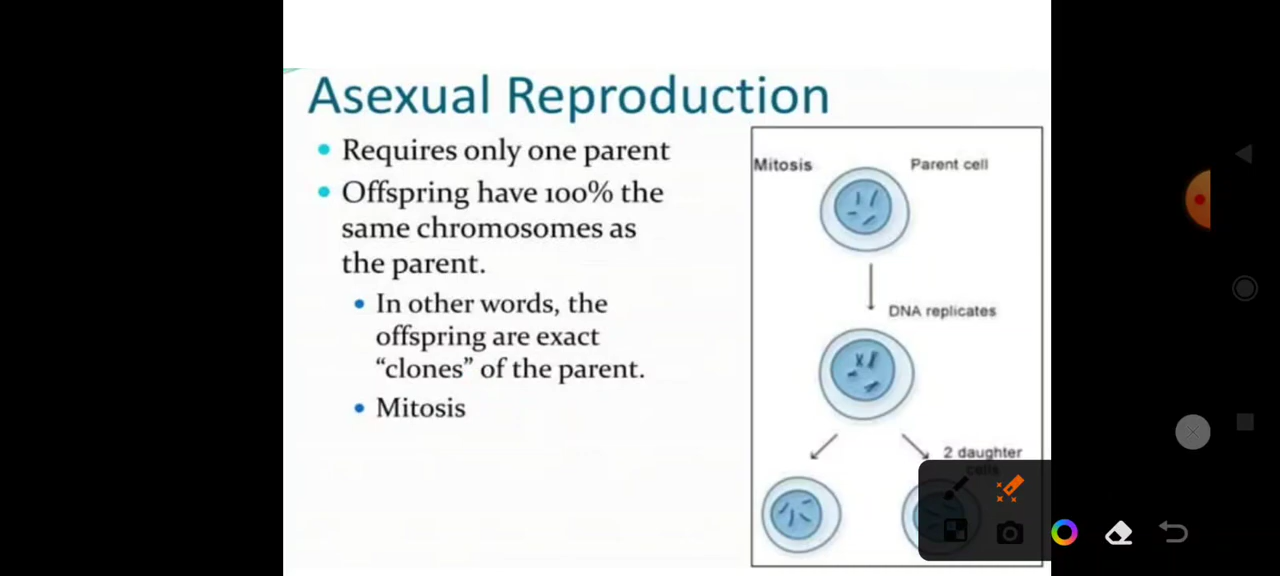 Asexual Reproduction
Requires only one parent
Offspring have 100% the
same chromosomes as
the parent.
In other words, the
offspring are exact
“clones” of the parent.
Mitosis
Mitosis
Parent cell
DNA replicates
2 daughter
cells